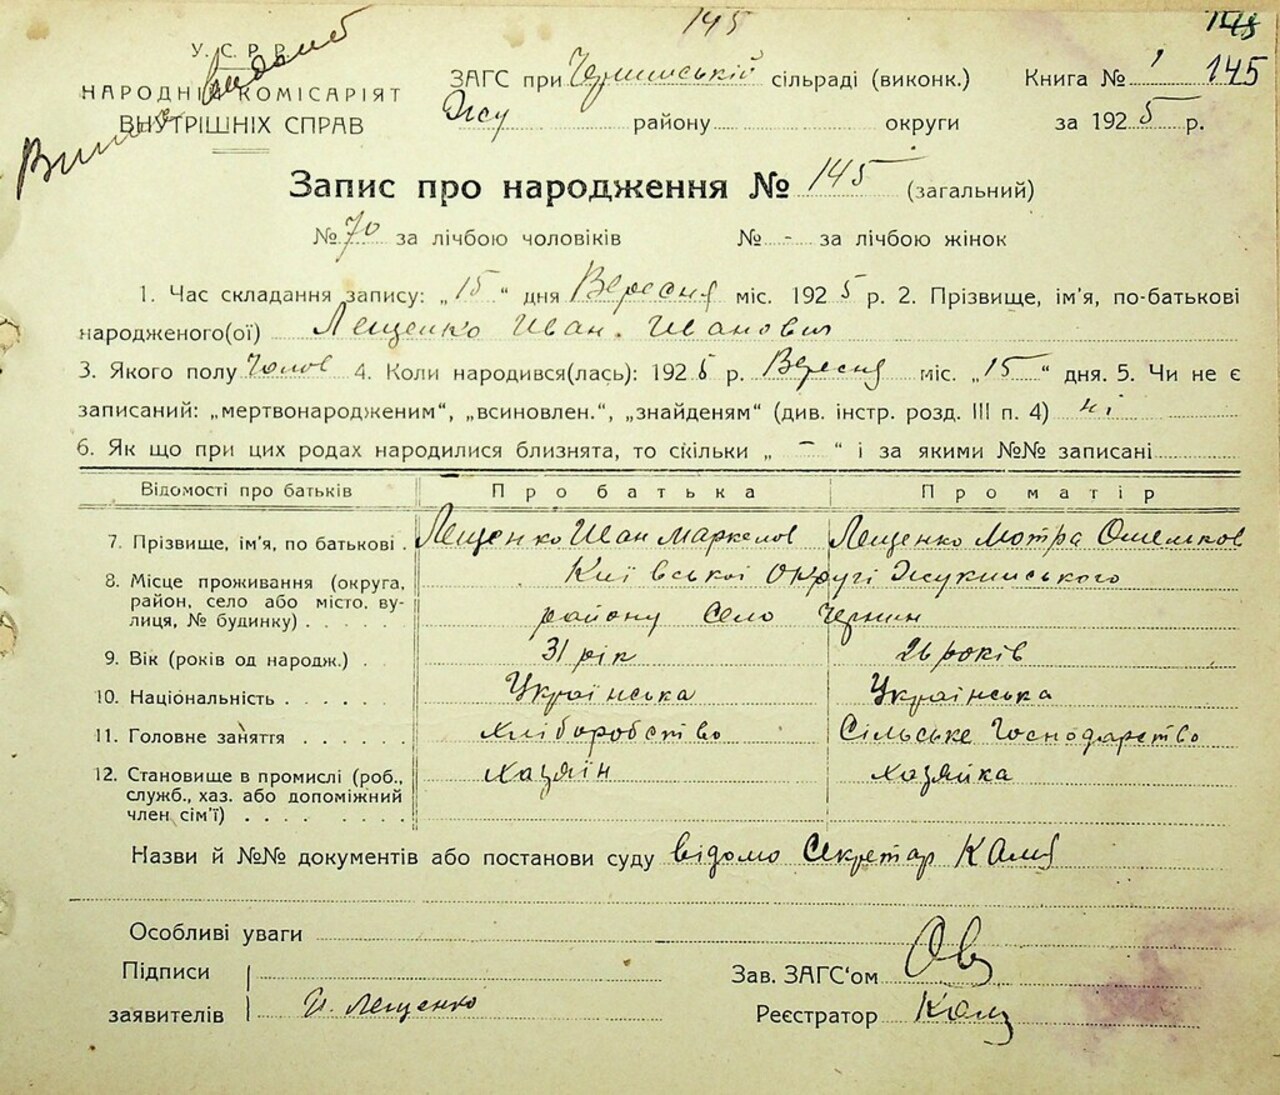 145 145
У. С. Р. Р.
НАРОДНІЙ КОМІСАРІЯТ
ВНУТРІШНІХ СПРАВ
ЗАГС при Чернинській сільраді (виконк.) Книга № 1 145
Жу району округи за 1925 р.
Запис про народження № 145 (загальний)
№ 70 за лічбою чоловіків № - за лічбою жінок
1. Час складання запису: „15“ дня Вересня міс. 1925 р. 2. Прізвище, ім'я, по-батькові
народженого(ої) Лещенко Иван. Иванович
3. Якого полу Чолов 4. Коли народився(лась): 1925 р. Вересня міс. „15“ дня. 5. Чи не є
записаний: „мертвонародженим“, „всиновлен.“, „знайденям“ (див. інстр. розд. III п. 4) ні
6. Як що при цих родах народилися близнята, то скільки „ – “ і за якими №№ записані
Відомості про батьків Про батька Про матір
7. Прізвище, ім'я, по батькові . Лещенко Иван Маркелов Лещенко Мотра
8. Місце проживання (округа, Київської округі Жукинського
район, село або місто, ву-
лиця, № будинку) . . . . . району Село Чернин
9. Вік (років од народж.) . 31 рік 26 років
10. Національність . . . . . . Українська Українська
11. Головне заняття . . . . . . хліборобство Сільське Господарство
12. Становище в промислі (роб., хазяїн хазяйка
служб., хаз. або допоміжний
член сім'ї) . . . . . . . .
Назви й №№ документів або постанови суду відомо Секретар
Особливі уваги
Підписи
заявителів И. Лещенко
Зав. ЗАГС'ом
Реєстратор